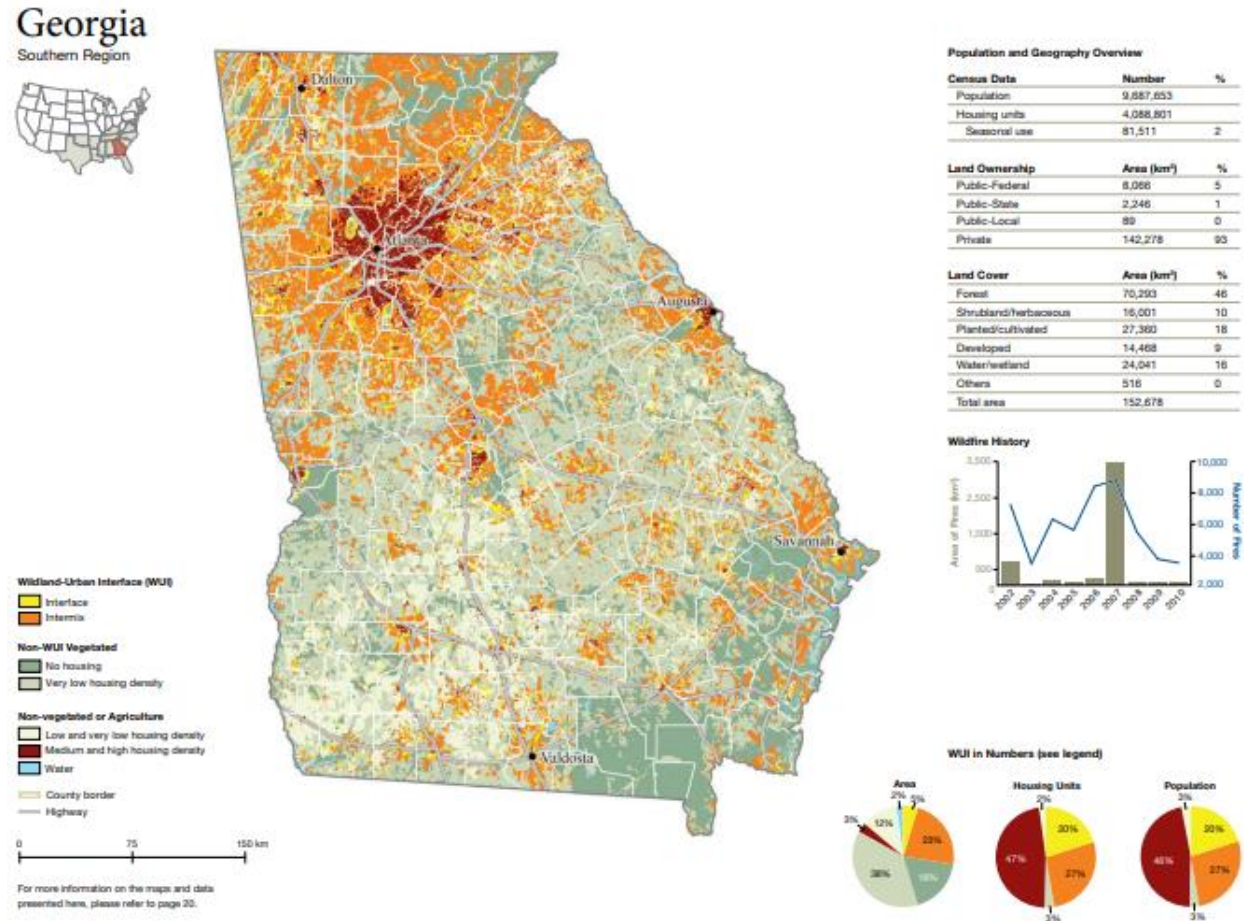 Georgia
Southern Region
Dalton
Atlanta
Augusta
Savannah
Valdosta
Wildland-Urban Interface (WUI)
Interface
Intermix
Non-WUI Vegetated
No housing
Very low housing density
Non-vegetated or Agriculture
Low and very low housing density
Medium and high housing density
Water
County border
Highway
0 75 150 km
For more information on the maps and data
presented here, please refer to page 20.
Population and Geography Overview
Census Data Number %
Population 9,687,653
Housing units 4,088,801
Seasonal use 81,511 2
Land Ownership Area (km²) %
Public-Federal 5
Public-State 2,246 1
Public-Local 89 0
Private 142,278 93
Land Cover Area (km²) %
Forest 70,293 46
Shrubland/herbaceous 16,001 10
Planted/cultivated 27,360 18
Developed 14,468 9
Water/wetland 24,041 16
Others 516 0
Total area 152,678
Wildfire History
Area of Fires (km²)
500
0
10,000
8,000
6,000
4,000
2,000
Number of Fires
2002 2003 2004 2005 2006 2007 2008 2009 2010
WUI in Numbers (see legend)
Area
2% 5%
3% 12%
38%
Housing Units
2%
47%
27%
3%
Population
3%
27%
3%